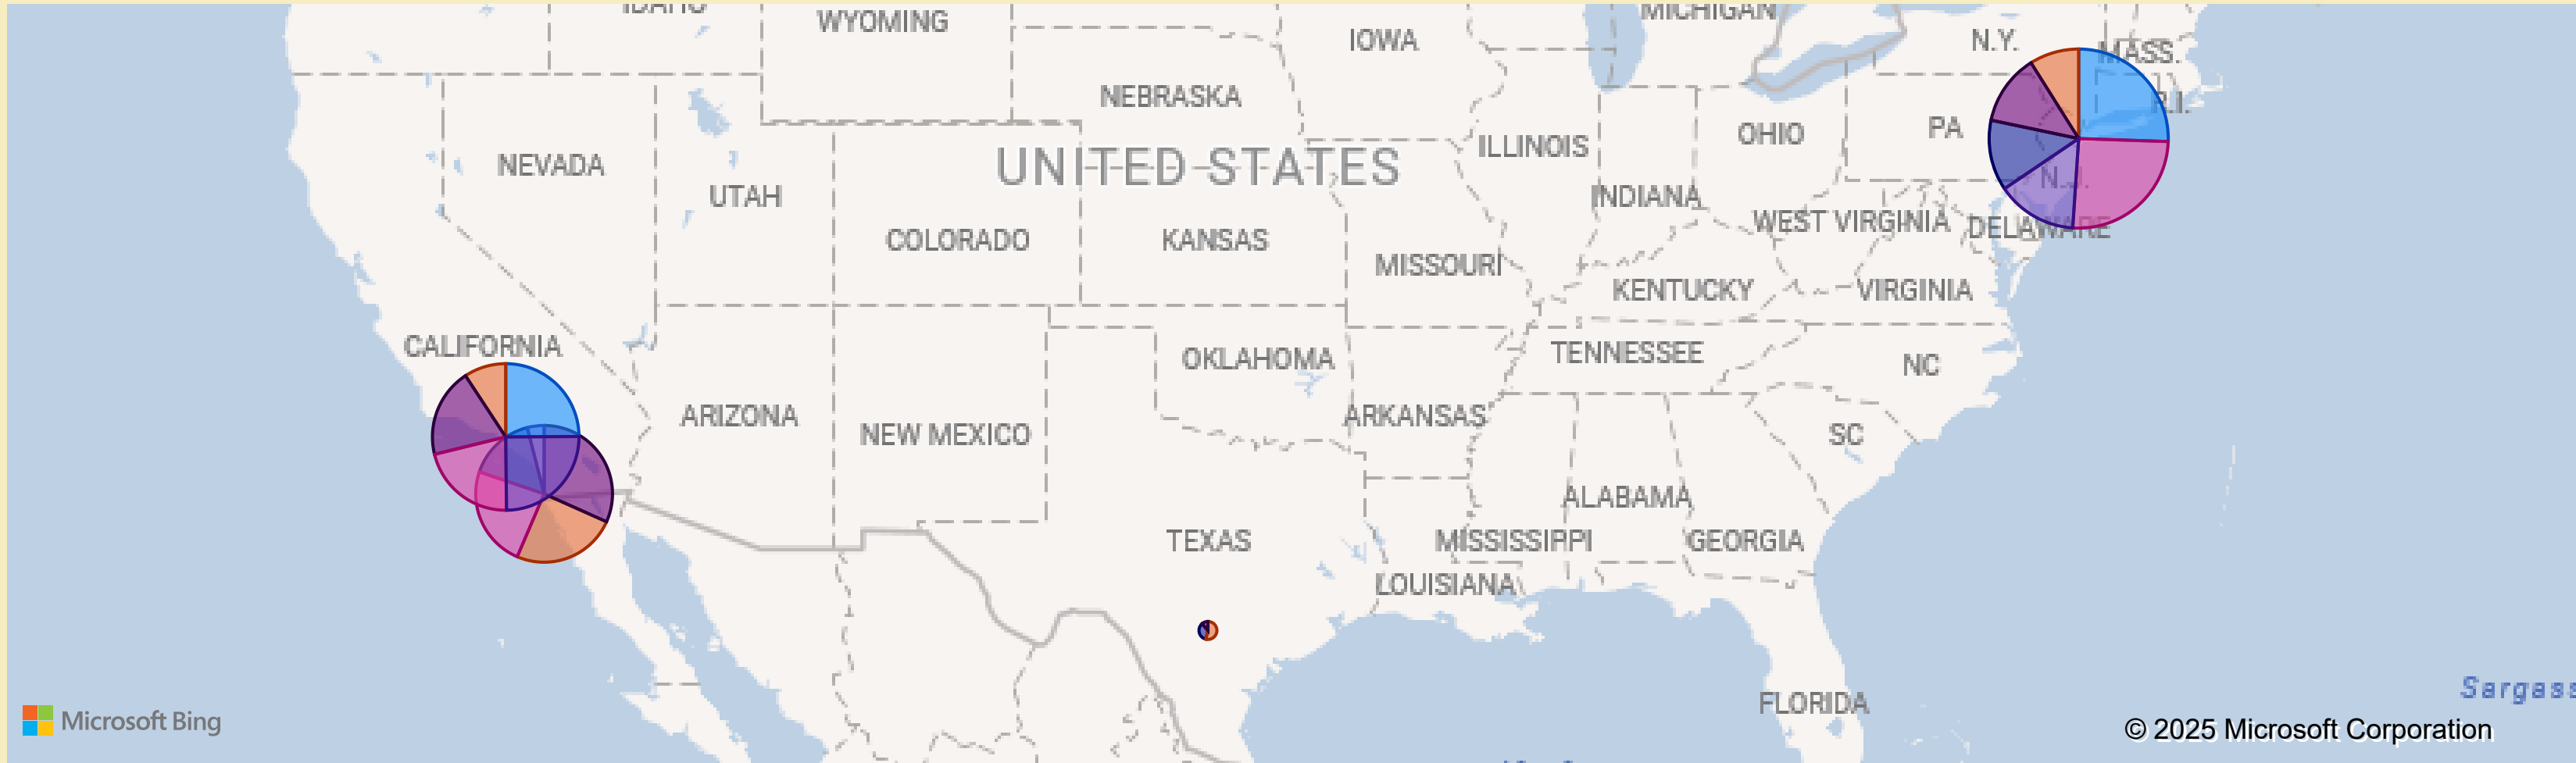 IDAHO
WYOMING
MICHIGAN
IOWA
N.Y.
MASS.
NEBRASKA
R.I.
OHIO
PA
ILLINOIS
NEVADA
UNITED STATES
UTAH
N.J.
INDIANA
WEST VIRGINIA
DELAWARE
COLORADO
KANSAS
MISSOURI
KENTUCKY
VIRGINIA
CALIFORNIA
OKLAHOMA
TENNESSEE
NC
ARIZONA
NEW MEXICO
ARKANSAS
SC
ALABAMA
TEXAS
MISSISSIPPI
GEORGIA
LOUISIANA
Sargass
FLORIDA
Microsoft Bing
© 2025 Microsoft Corporation